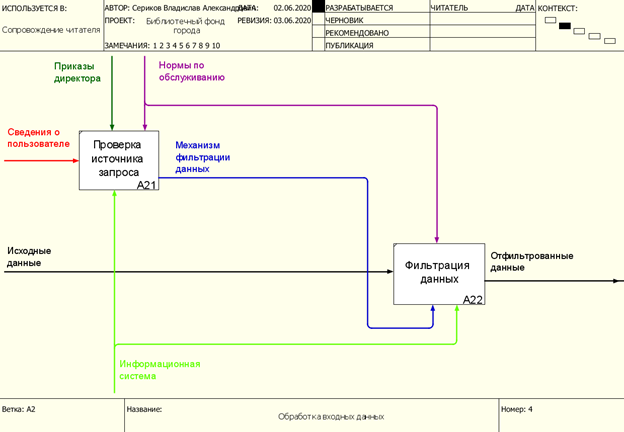 ИСПОЛЬЗУЕТСЯ В:
Сопровождение читателя
АВТОР: Сериков Владислав Александрович
ДАТА: 02.06.2020
ПРОЕКТ: Библиотечный фонд
города
РЕВИЗИЯ: 03.06.2020
ЗАМЕЧАНИЯ: 1 2 3 4 5 6 7 8 9 10
РАЗРАБАТЫВАЕТСЯ
ЧЕРНОВИК
РЕКОМЕНДОВАНО
ПУБЛИКАЦИЯ
ЧИТАТЕЛЬ ДАТА
КОНТЕКСТ:
Приказы
директора
Нормы по
обслуживанию
Сведения о
пользователе
Проверка
источника
запроса
A21
Механизм
фильтрации
данных
Исходные
данные
Фильтрация
данных
A22
Отфильтрованные
данные
Информационная
система
Ветка: A2
Название:
Обработка входных данных
Номер: 4